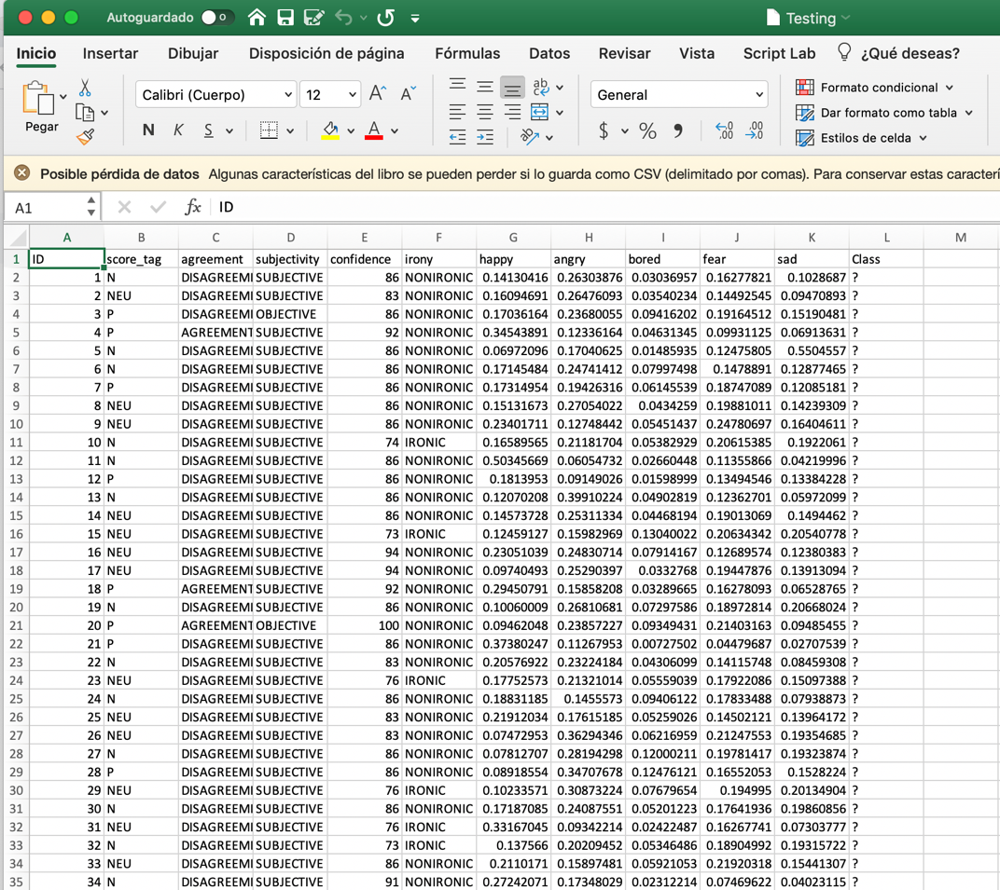 Autoguardado
Testing
Inicio Insertar Dibujar Disposición de página Fórmulas Datos Revisar Vista Script Lab ¿Qué deseas?
Calibri (Cuerpo) 12 General Formato condicional
Dar formato como tabla
Pegar N K S $ % Estilos de celda
Posible pérdida de datos Algunas características del libro se pueden perder si lo guarda como CSV (delimitado por comas). Para conservar estas caracterí
A1 fx ID
A B C D E F G H I J K L M
1 ID score_tag agreement subjectivity confidence irony happy angry bored fear sad Class
2 1 N DISAGREEMI SUBJECTIVE 86 NONIRONIC 0.14130416 0.26303876 0.03036957 0.16277821 0.1028687 ?
3 2 NEU DISAGREEMI SUBJECTIVE 83 NONIRONIC 0.16094691 0.26476093 0.03540234 0.14492545 0.09470893 ?
4 3 P DISAGREEMI OBJECTIVE 86 NONIRONIC 0.17036164 0.23680055 0.09416202 0.19164512 0.15190481 ?
5 4 P AGREEMENT SUBJECTIVE 92 NONIRONIC 0.34543891 0.12336164 0.04631345 0.09931125 0.06913631 ?
6 5 N DISAGREEMI SUBJECTIVE 86 NONIRONIC 0.06972096 0.17040625 0.01485935 0.12475805 0.5504557 ?
7 6 N DISAGREEMI SUBJECTIVE 86 NONIRONIC 0.17145484 0.24741412 0.07997498 0.1478891 0.12877465 ?
8 7 P DISAGREEMI SUBJECTIVE 86 NONIRONIC 0.17314954 0.19426316 0.06145539 0.18747089 0.12085181 ?
9 8 NEU DISAGREEMI SUBJECTIVE 86 NONIRONIC 0.15131673 0.27054022 0.0434259 0.19881011 0.14239309 ?
10 9 NEU DISAGREEMI SUBJECTIVE 86 NONIRONIC 0.23401711 0.12748442 0.05451437 0.24780697 0.16404611 ?
11 10 N DISAGREEMI SUBJECTIVE 74 IRONIC 0.16589565 0.21181704 0.05382929 0.20615385 0.1922061 ?
12 11 N DISAGREEMI SUBJECTIVE 86 NONIRONIC 0.50345669 0.06054732 0.02660448 0.11355866 0.04219996 ?
13 12 P DISAGREEMI SUBJECTIVE 86 NONIRONIC 0.1813953 0.09149026 0.01598999 0.13494546 0.13384228 ?
14 13 N DISAGREEMI SUBJECTIVE 86 NONIRONIC 0.12070208 0.39910224 0.04902819 0.12362701 0.05972099 ?
15 14 NEU DISAGREEMI SUBJECTIVE 86 NONIRONIC 0.14573728 0.25311334 0.04468194 0.19013069 0.1494462 ?
16 15 NEU DISAGREEMI SUBJECTIVE 73 IRONIC 0.12459127 0.15982969 0.13040022 0.20634342 0.20540778 ?
17 16 NEU DISAGREEMI SUBJECTIVE 94 NONIRONIC 0.23051039 0.24830714 0.07914167 0.12689574 0.12380383 ?
18 17 NEU DISAGREEMI SUBJECTIVE 94 NONIRONIC 0.09740493 0.25290397 0.0332768 0.19447876 0.13913094 ?
19 18 P AGREEMENT SUBJECTIVE 92 NONIRONIC 0.29450791 0.15858208 0.03289665 0.16278093 0.06528765 ?
20 19 N DISAGREEMI SUBJECTIVE 86 NONIRONIC 0.10060009 0.26810681 0.07297586 0.18972814 0.20668024 ?
21 20 P AGREEMENT OBJECTIVE 100 NONIRONIC 0.09462048 0.23857227 0.09349431 0.21403163 0.09485455 ?
22 21 P DISAGREEMI SUBJECTIVE 86 NONIRONIC 0.37380247 0.11267953 0.00727502 0.04479687 0.02707539 ?
23 22 N DISAGREEMI SUBJECTIVE 83 NONIRONIC 0.20576922 0.23224184 0.04306099 0.14115748 0.08459308 ?
24 23 NEU DISAGREEMI SUBJECTIVE 76 IRONIC 0.17752573 0.21321014 0.05559039 0.17922086 0.15097388 ?
25 24 N DISAGREEMI SUBJECTIVE 86 NONIRONIC 0.18831185 0.1455573 0.09406122 0.17833488 0.07938873 ?
26 25 NEU DISAGREEMI SUBJECTIVE 83 NONIRONIC 0.21912034 0.17615185 0.05259026 0.14502121 0.13964172 ?
27 26 NEU DISAGREEMI SUBJECTIVE 83 NONIRONIC 0.07472953 0.36294346 0.06216959 0.21247553 0.19354685 ?
28 27 N DISAGREEMI SUBJECTIVE 86 NONIRONIC 0.07812707 0.28194298 0.12000211 0.19781417 0.19323874 ?
29 28 P DISAGREEMI SUBJECTIVE 86 NONIRONIC 0.08918554 0.34707678 0.12476121 0.16552053 0.1528224 ?
30 29 NEU DISAGREEMI SUBJECTIVE 76 IRONIC 0.10233571 0.30873224 0.07679654 0.194995 0.20134904 ?
31 30 N DISAGREEMI SUBJECTIVE 86 NONIRONIC 0.17187085 0.24087551 0.05201223 0.17641936 0.19860856 ?
32 31 NEU DISAGREEMI SUBJECTIVE 76 IRONIC 0.33167045 0.09342214 0.02422487 0.16267741 0.07303777 ?
33 32 N DISAGREEMI SUBJECTIVE 73 IRONIC 0.137566 0.20209452 0.05346486 0.18904992 0.19315722 ?
34 33 NEU DISAGREEMI SUBJECTIVE 86 NONIRONIC 0.2110171 0.15897481 0.05921053 0.21920318 0.15441307 ?
35 34 N DISAGREEMI SUBJECTIVE 91 NONIRONIC 0.27242071 0.17348029 0.02312214 0.07469622 0.04023115 ?